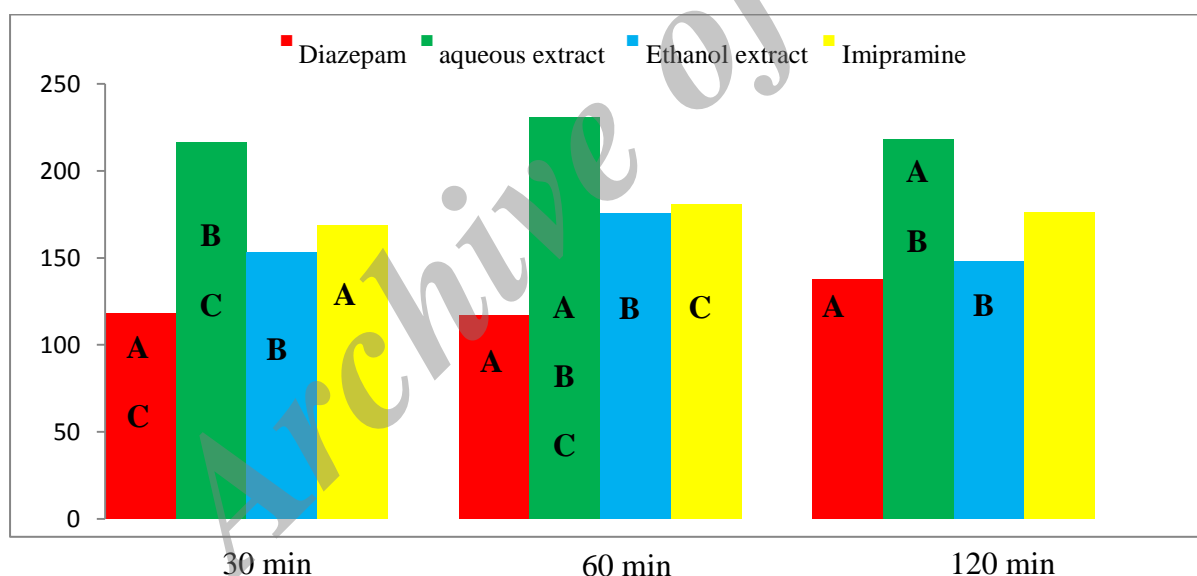 Diazepam aqueous extract Ethanol extract Imipramine
250
200
150
100
50
0
A
C
B
C
B
A
A
A
B
C
B
C
A
A
B
B
30 min 60 min 120 min
Archive of